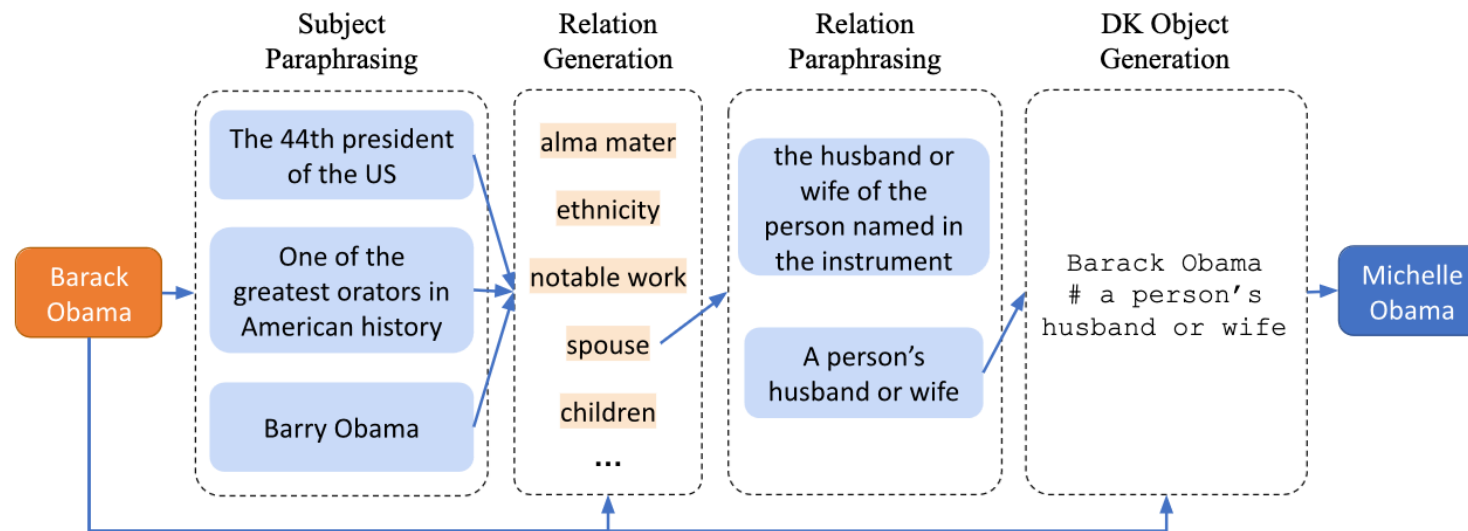 Subject
Paraphrasing
Relation
Generation
Relation
Paraphrasing
DK Object
Generation
Barack
Obama
The 44th president
of the US
One of the
greatest orators in
American history
Barry Obama
alma mater
ethnicity
notable work
spouse
children
...
the husband or
wife of the
person named in
the instrument
A person’s
husband or wife
Barack Obama
# a person’s
husband or wife
Michelle
Obama